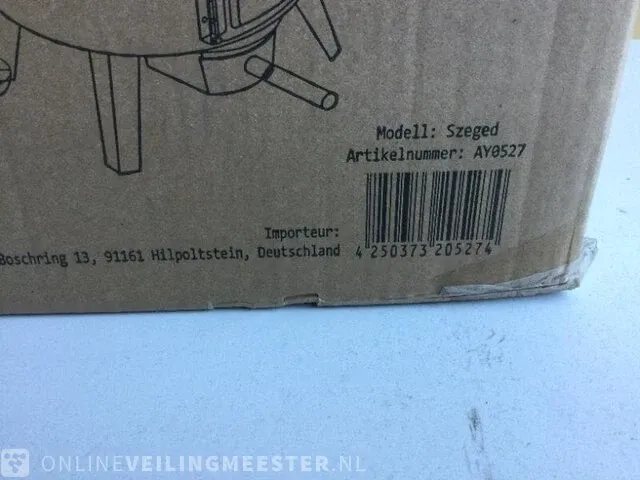 Modell: Szeged
Artikelnummer: AY0527
Importeur:
Boschring 13, 91161 Hilpoltstein, Deutschland
4 250373 205274
ONLINEVEILINGMEESTER.NL